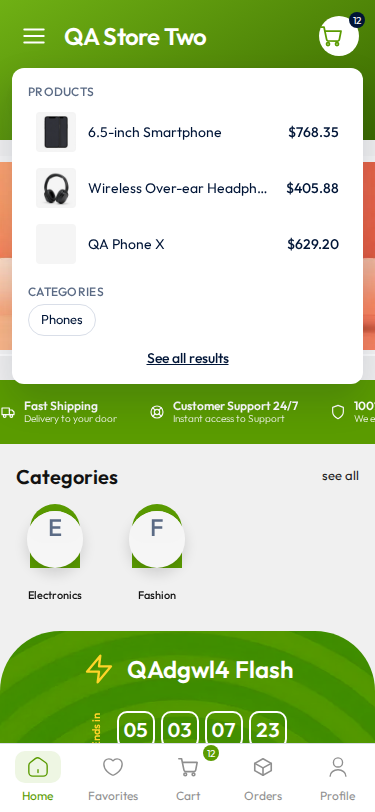 QA Store Two
12
PRODUCTS
6.5-inch Smartphone $768.35
Wireless Over-ear Headph... $405.88
QA Phone X $629.20
CATEGORIES
Phones
See all results
Fast Shipping
Delivery to your door
Customer Support 24/7
Instant access to Support
100
We e
Categories see all
E
F
Electronics
Fashion
QAdgwl4 Flash
nds in
05 03 07 23
12
Home Favorites Cart Orders Profile